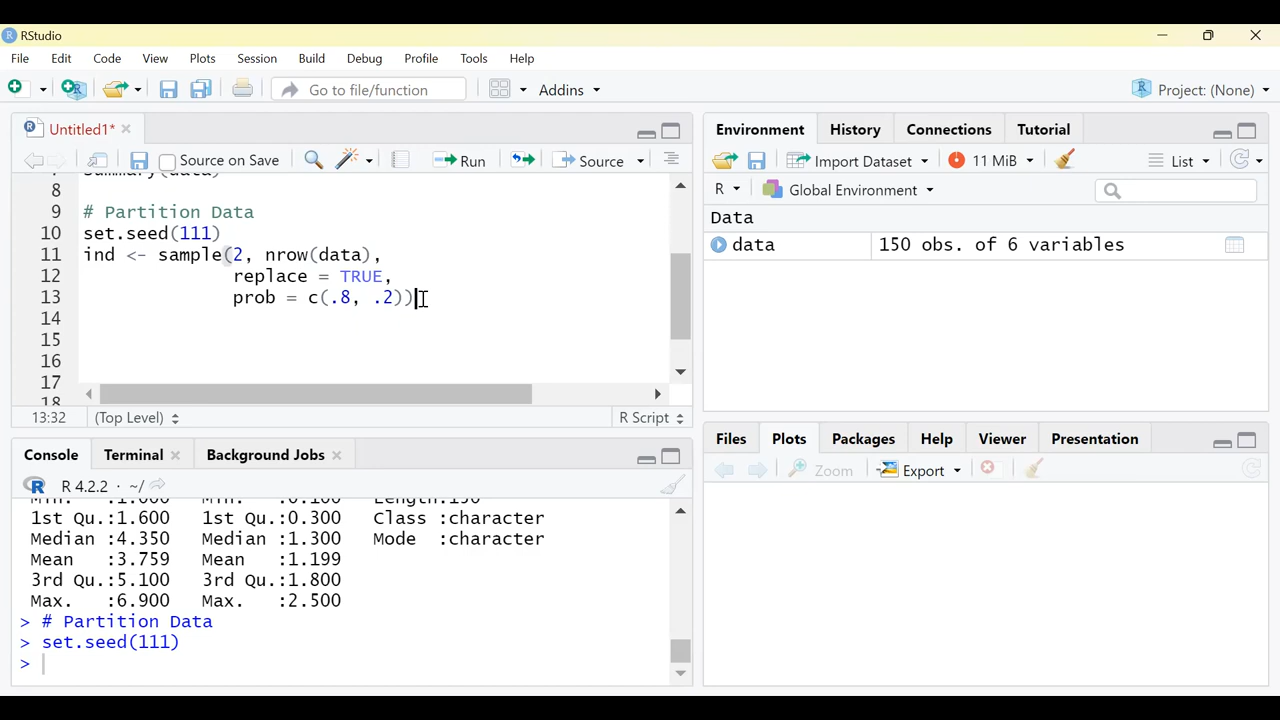 RStudio
File Edit Code View Plots Session Build Debug Profile Tools Help
Go to file/function Addins Project: (None)
Untitled1*
Source on Save Run Source
8
9 # Partition Data
10 set.seed(111)
11 ind <- sample(2, nrow(data),
12 replace = TRUE,
13 prob = c(.8, .2))
14
15
16
17
18
13:32 (Top Level) R Script
Console Terminal Background Jobs
R 4.2.2 · ~/
1st Qu.:1.600 1st Qu.:0.300 Class :character
Median :4.350 Median :1.300 Mode :character
Mean :3.759 Mean :1.199
3rd Qu.:5.100 3rd Qu.:1.800
Max. :6.900 Max. :2.500
> # Partition Data
> set.seed(111)
>
Environment History Connections Tutorial
Import Dataset 11 MiB List
R Global Environment
Data
data 150 obs. of 6 variables
Files Plots Packages Help Viewer Presentation
Zoom Export